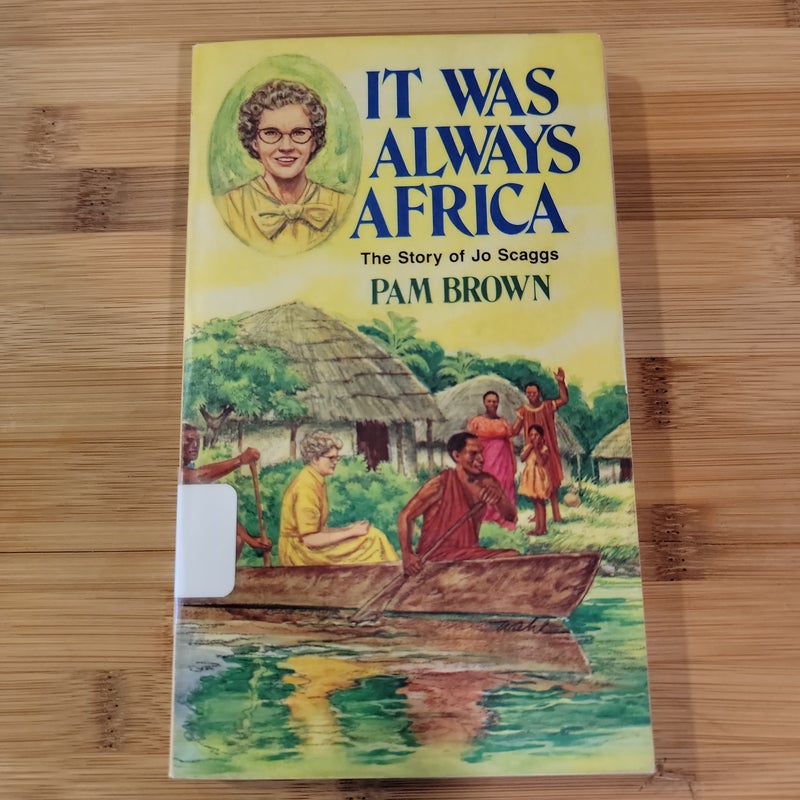 IT WAS
ALWAYS
AFRICA
The Story of Jo Scaggs
PAM BROWN